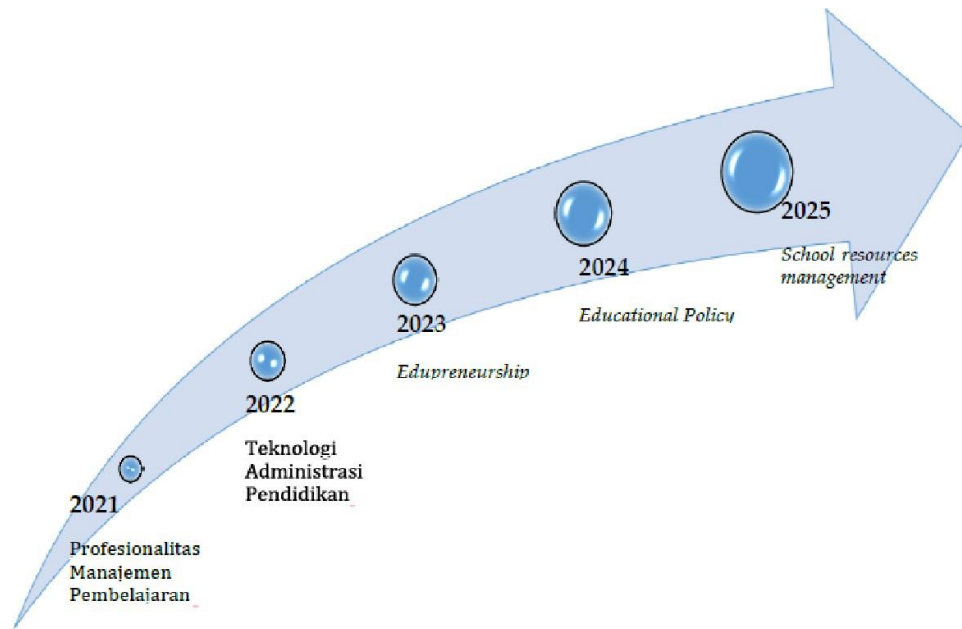 2021
Profesionalitas
Manajemen
Pembelajaran
2022
Teknologi
Administrasi
Pendidikan
2023
Edupreneurship
2024
Educational Policy
2025
School resources
management